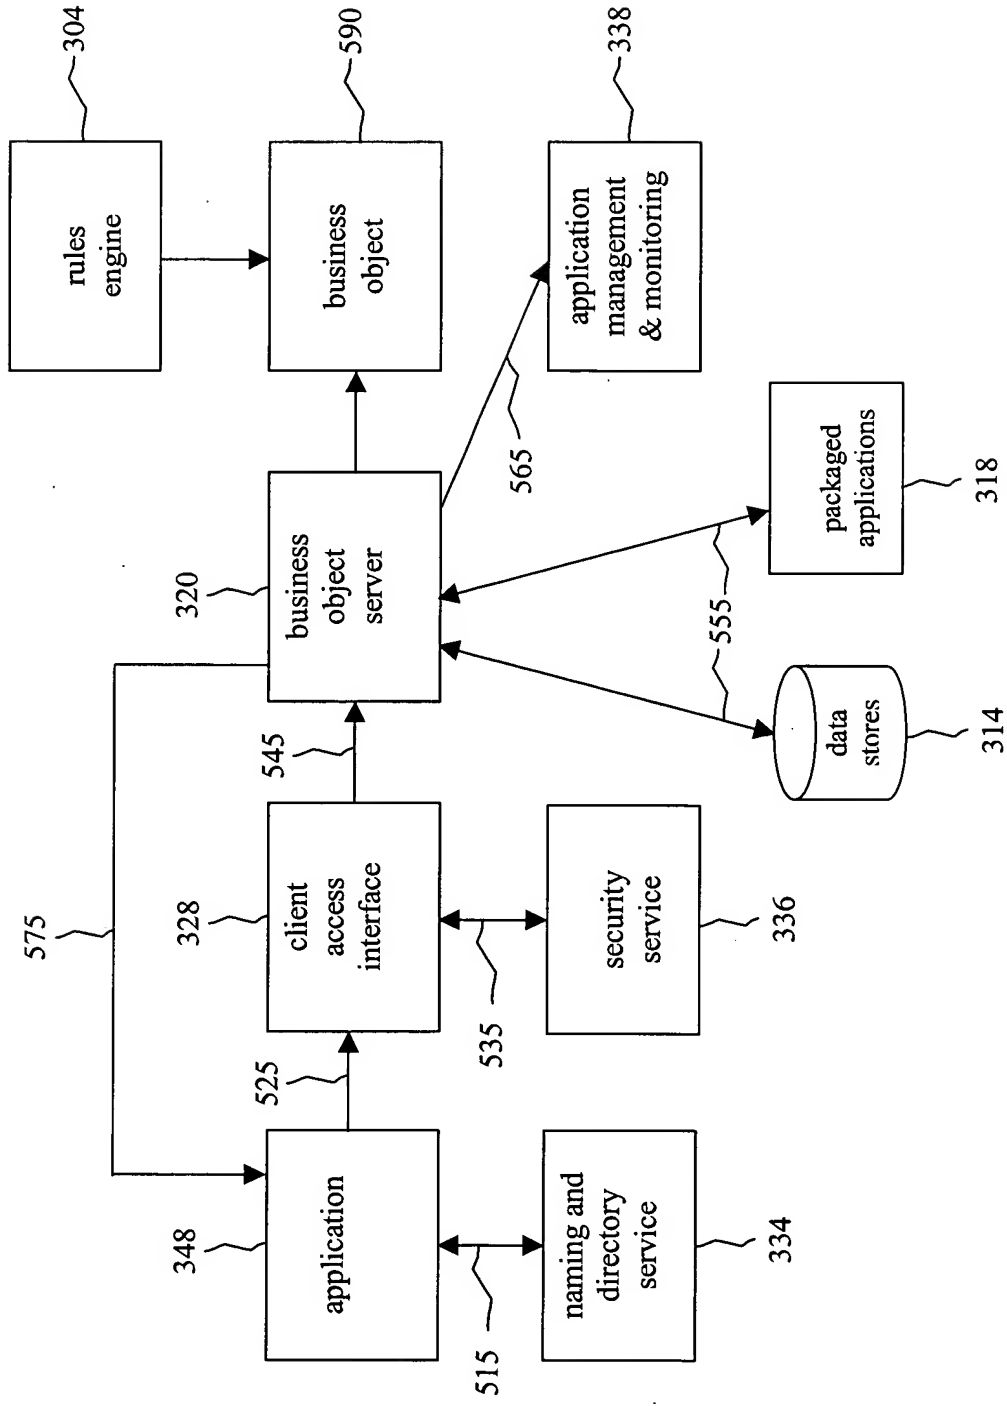 575
348
application
515
naming and
directory
service
334
525
328
client
access
interface
535
security
service
336
545
320
business
object
server
555
data
stores
314
packaged
applications
318
565
rules
engine
304
business
object
590
application
management
& monitoring
338